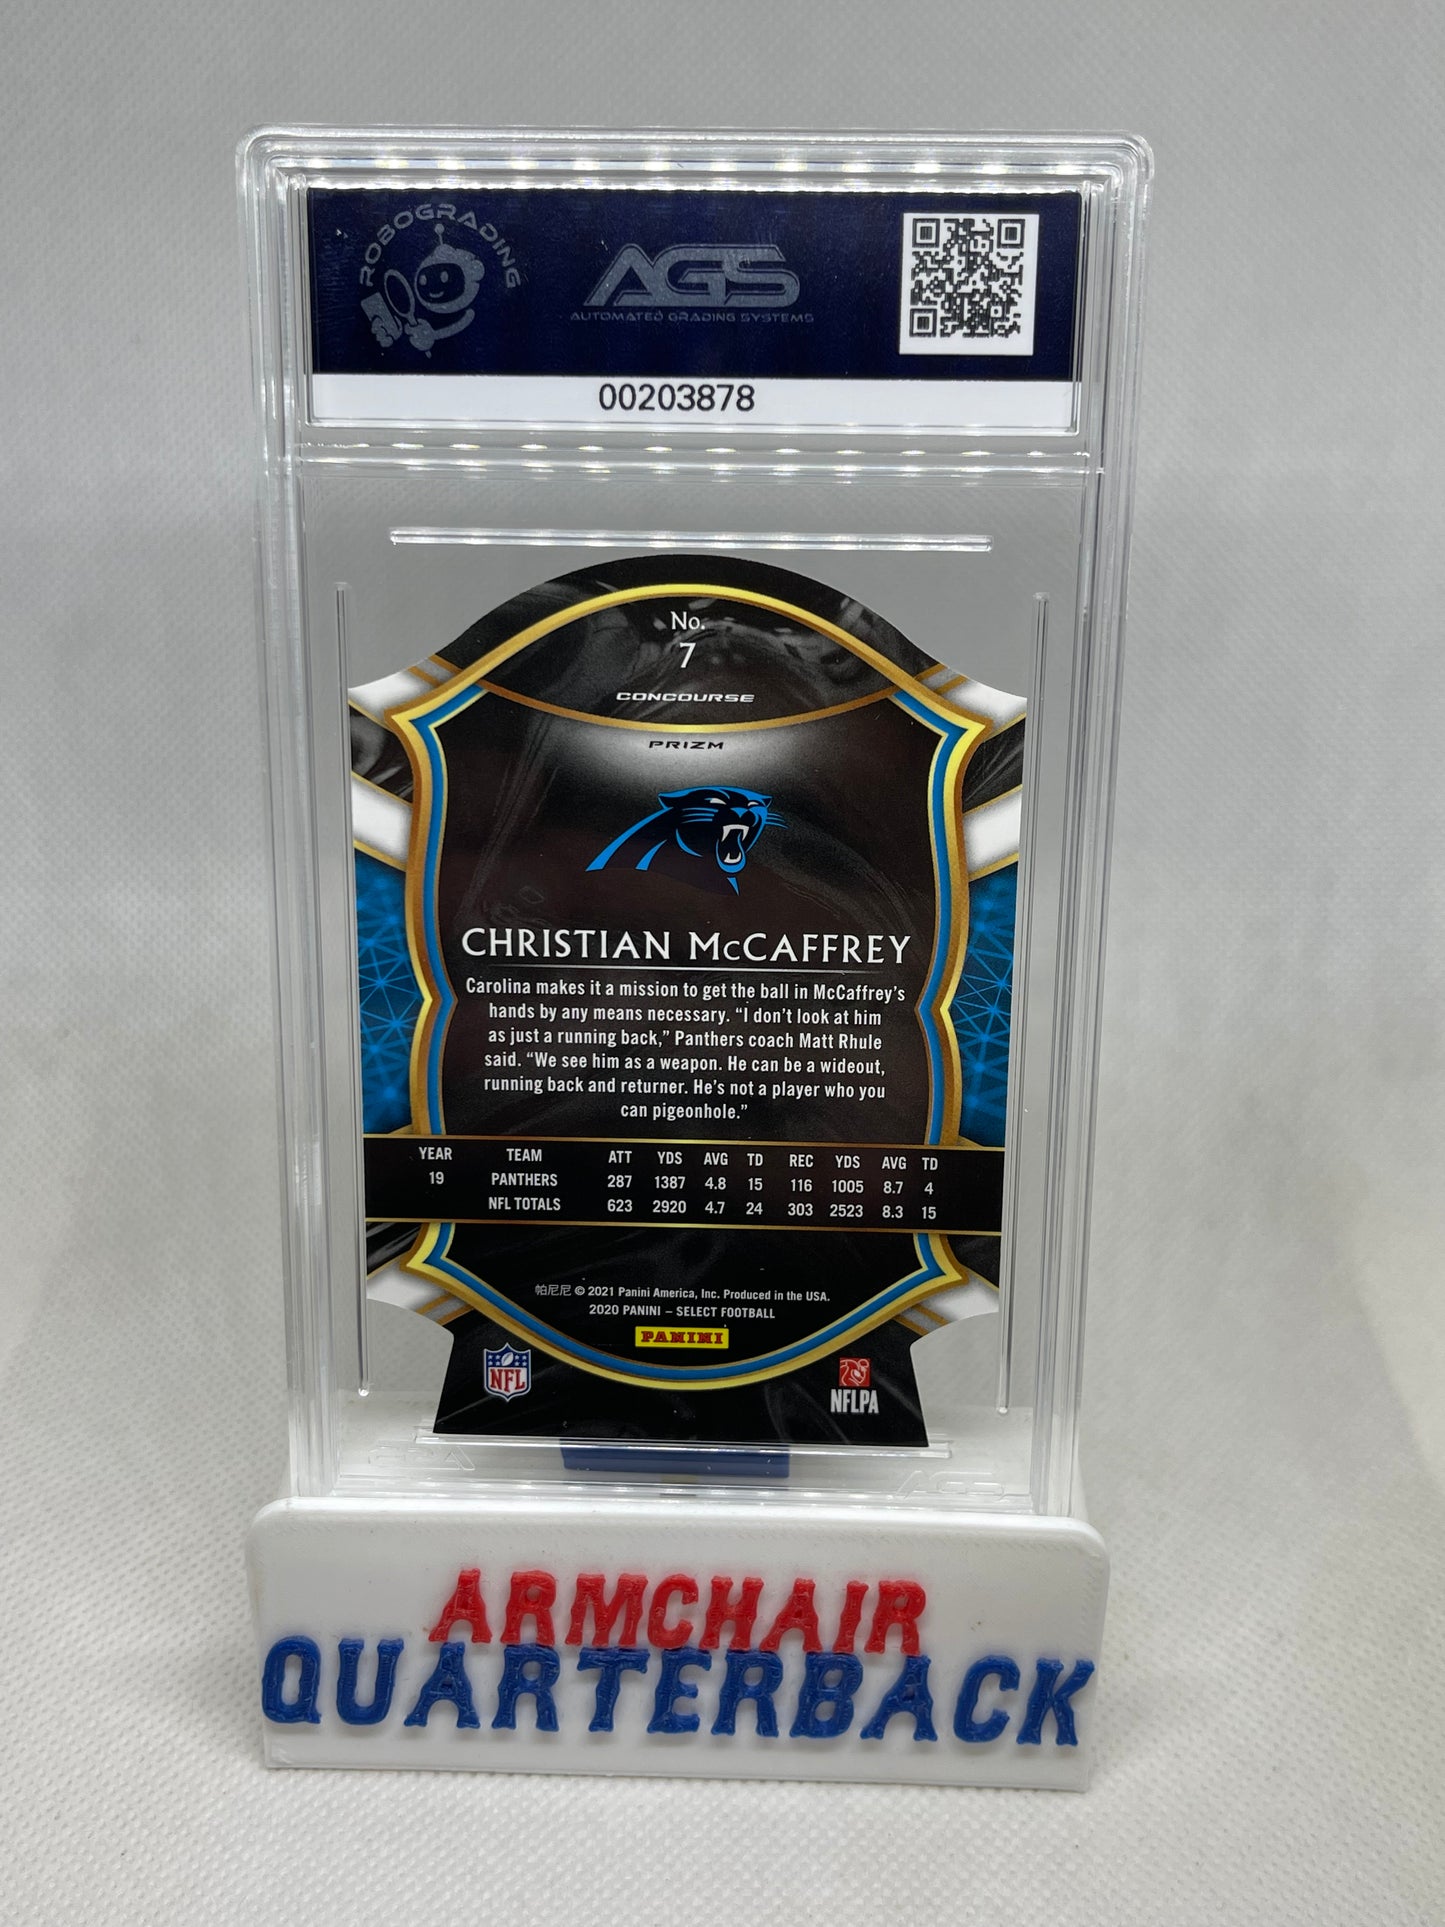 ROBOGRADING
AGS
AUTOMATED GRADING SYSTEMS
00203878
No.
7
CONCOURSE
PRIZM
CHRISTIAN McCAFFREY
Carolina makes it a mission to get the ball in McCaffrey's
hands by any means necessary. “I don't look at him
as just a running back,” Panthers coach Matt Rhule
said. “We see him as a weapon. He can be a wideout,
running back and returner. He's not a player who you
can pigeonhole.”
YEAR TEAM ATT YDS AVG TD REC YDS AVG TD
19 PANTHERS 287 1387 4.8 15 116 1005 8.7 4
NFL TOTALS 623 2920 4.7 24 303 2523 8.3 15
帕尼尼 © 2021 Panini America, Inc. Produced in the USA.
2020 PANINI – SELECT FOOTBALL
PANINI
NFL
NFLPA
AGS
ARMCHAIR
QUARTERBACK